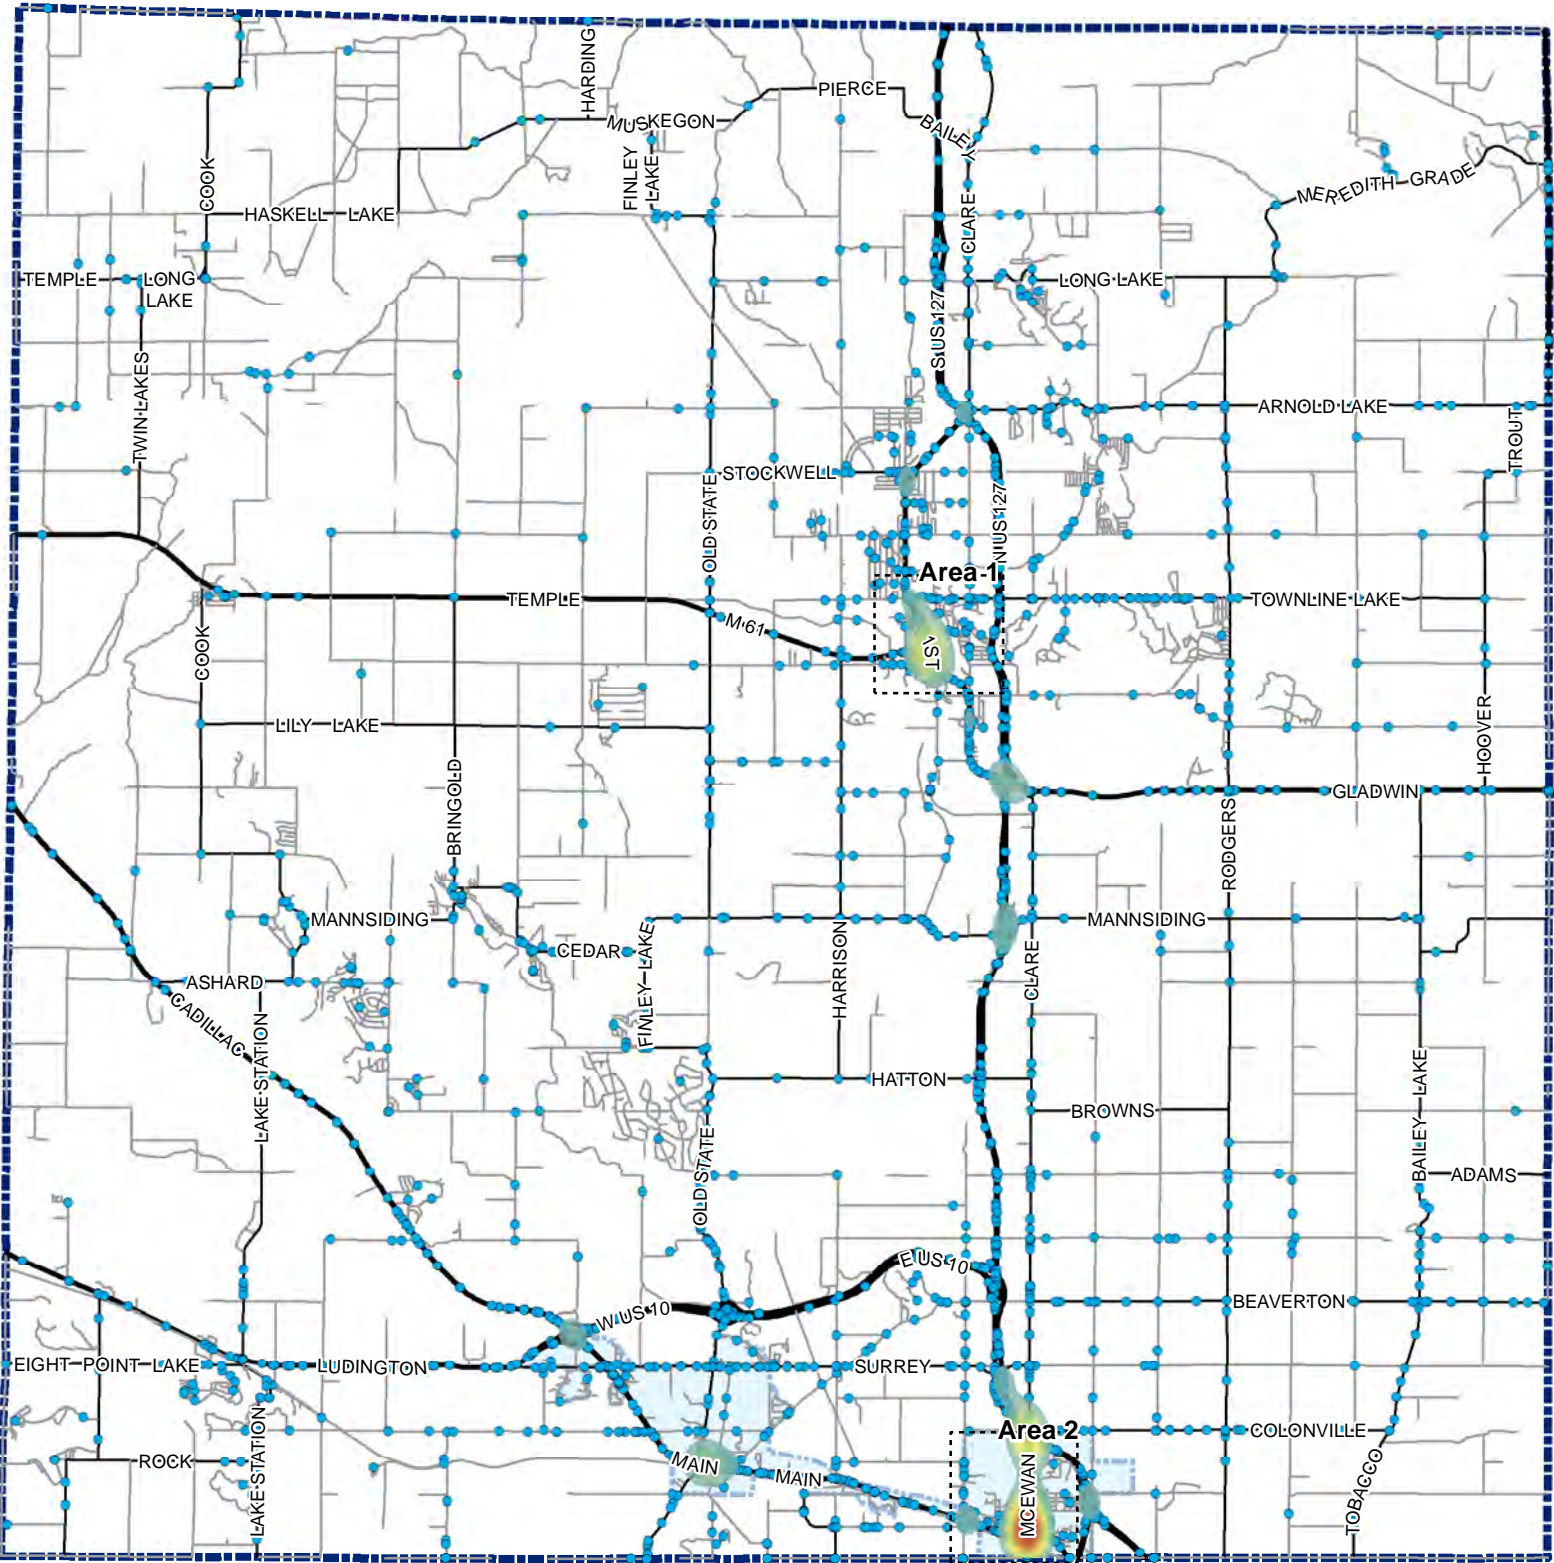 HARDING
PIERCE
MUSKEGON
BAILEY
FINLEY
LAKE
COOK
MEREDITH GRADE
HASKELL LAKE
CLARE
TEMPLE
LONG
LAKE
LONG LAKE
S US 127
TWIN LAKES
ARNOLD LAKE
TROUT
STOCKWELL
OLD STATE
N US 127
Area 1
TEMPLE
TOWNLINE LAKE
M 61
1ST
COOK
LILY LAKE
HOOVER
BRINGOLD
GLADWIN
RODGERS
MANNSIDING
MANNSIDING
CEDAR
FINLEY LAKE
HARRISON
CLARE
ASHARD
CADILLAC
LAKE STATION
HATTON
BROWNS
BAILEY LAKE
OLD STATE
ADAMS
E US 10
W US 10
BEAVERTON
EIGHT POINT LAKE
LUDINGTON
SURREY
Area 2
COLONVILLE
LAKE STATION
ROCK
MAIN
MAIN
MCEWAN
TOBACCO